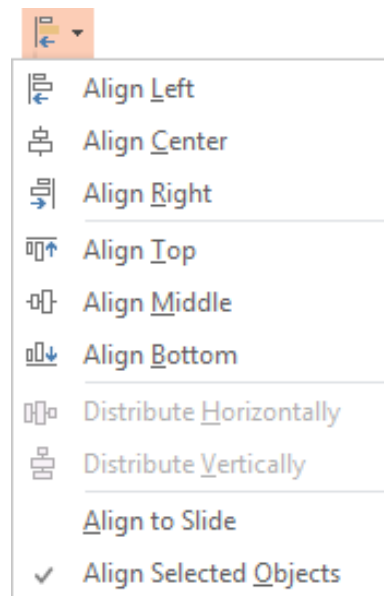 Align Left
Align Center
Align Right
Align Top
Align Middle
Align Bottom
Distribute Horizontally
Distribute Vertically
Align to Slide
Align Selected Objects